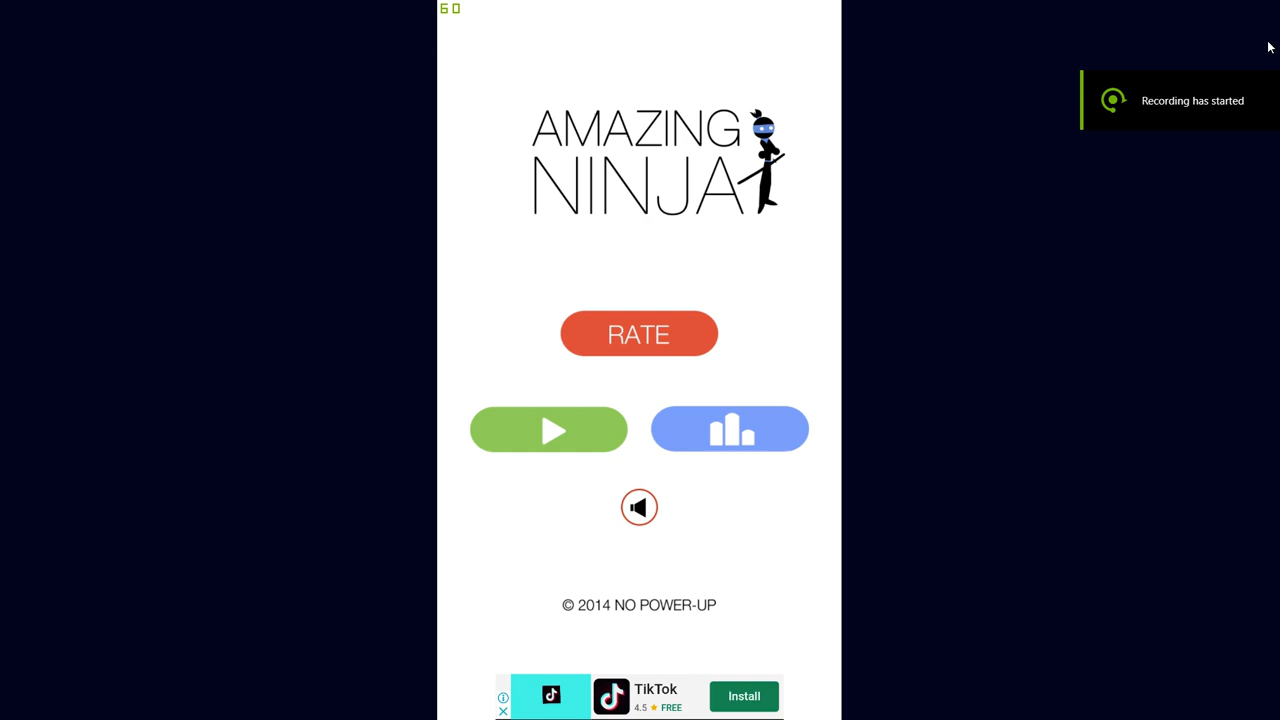 60
AMAZING
NINJA
Recording has started
RATE
© 2014 NO POWER-UP
TikTok
4.5 ★ FREE
Install